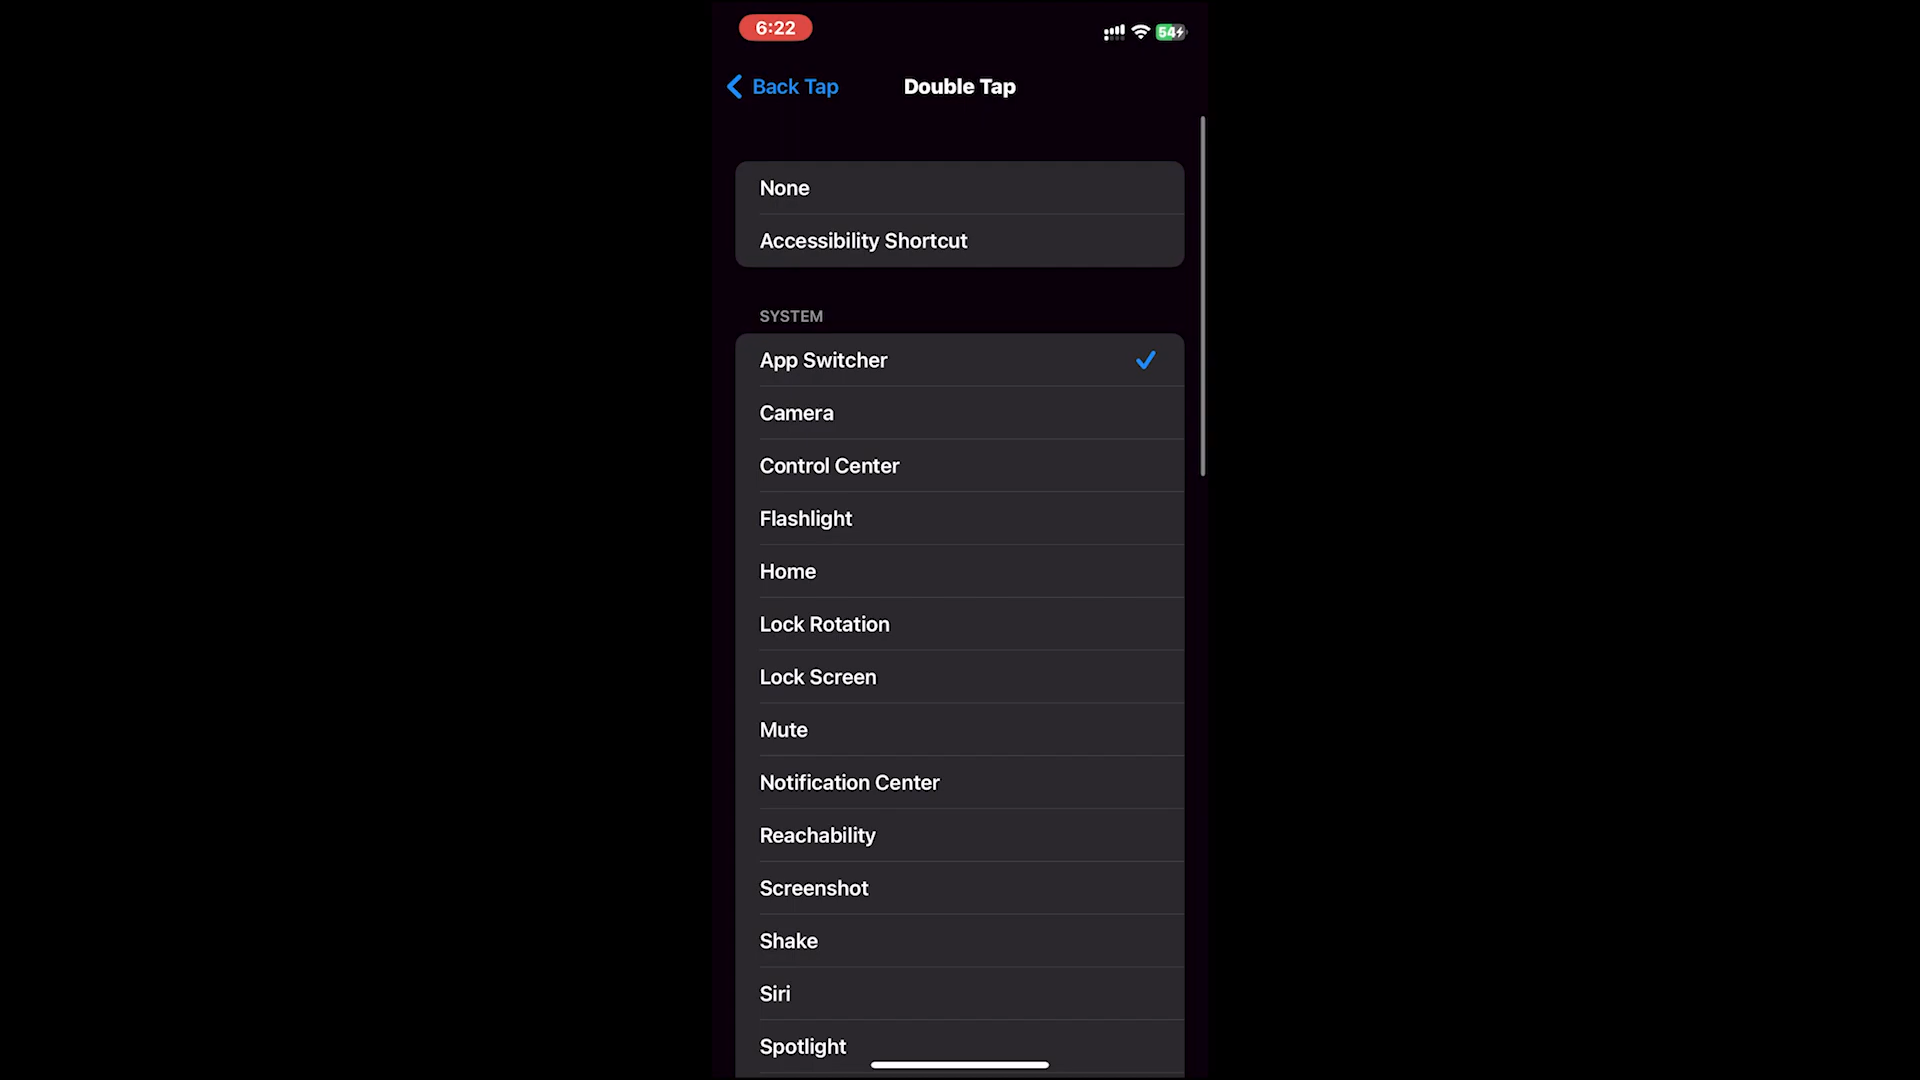 6:22
54
Back Tap
Double Tap
None
Accessibility Shortcut
SYSTEM
App Switcher
Camera
Control Center
Flashlight
Home
Lock Rotation
Lock Screen
Mute
Notification Center
Reachability
Screenshot
Shake
Siri
Spotlight